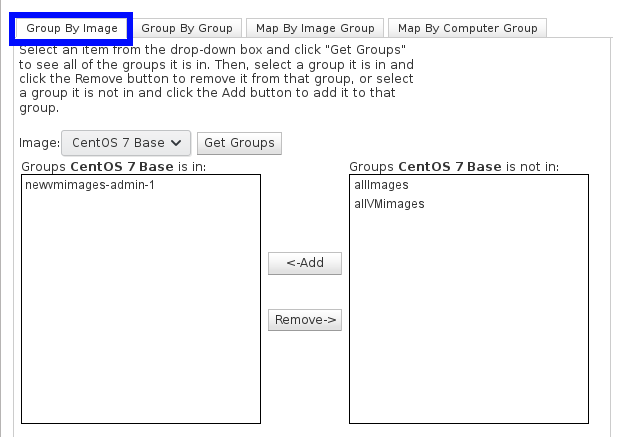 Group By Image Group By Group Map By Image Group Map By Computer Group
Select an item from the drop-down box and click "Get Groups"
to see all of the groups it is in. Then, select a group it is in and
click the Remove button to remove it from that group, or select
a group it is not in and click the Add button to add it to that
group.
Image: CentOS 7 Base Get Groups
Groups CentOS 7 Base is in: Groups CentOS 7 Base is not in:
newvmimages-admin-1 allImages
allVMimages
<-Add
Remove->